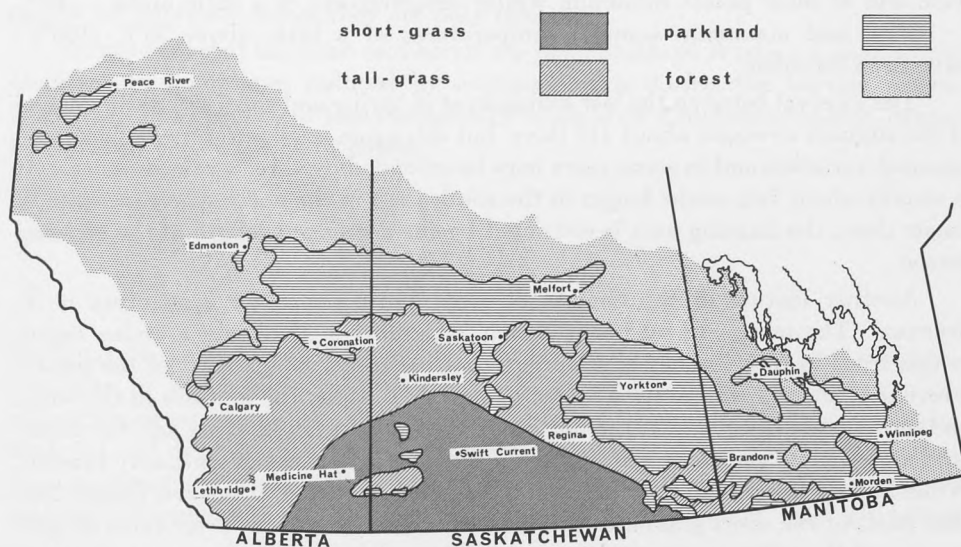 short-grass
parkland
tall-grass
forest
Peace River
Edmonton
Melfort
Coronation
Saskatoon
Kindersley
Dauphin
Yorkton
Calgary
Regina
Winnipeg
Swift Current
Brandon
Medicine Hat
Lethbridge
Morden
ALBERTA
SASKATCHEWAN
MANITOBA